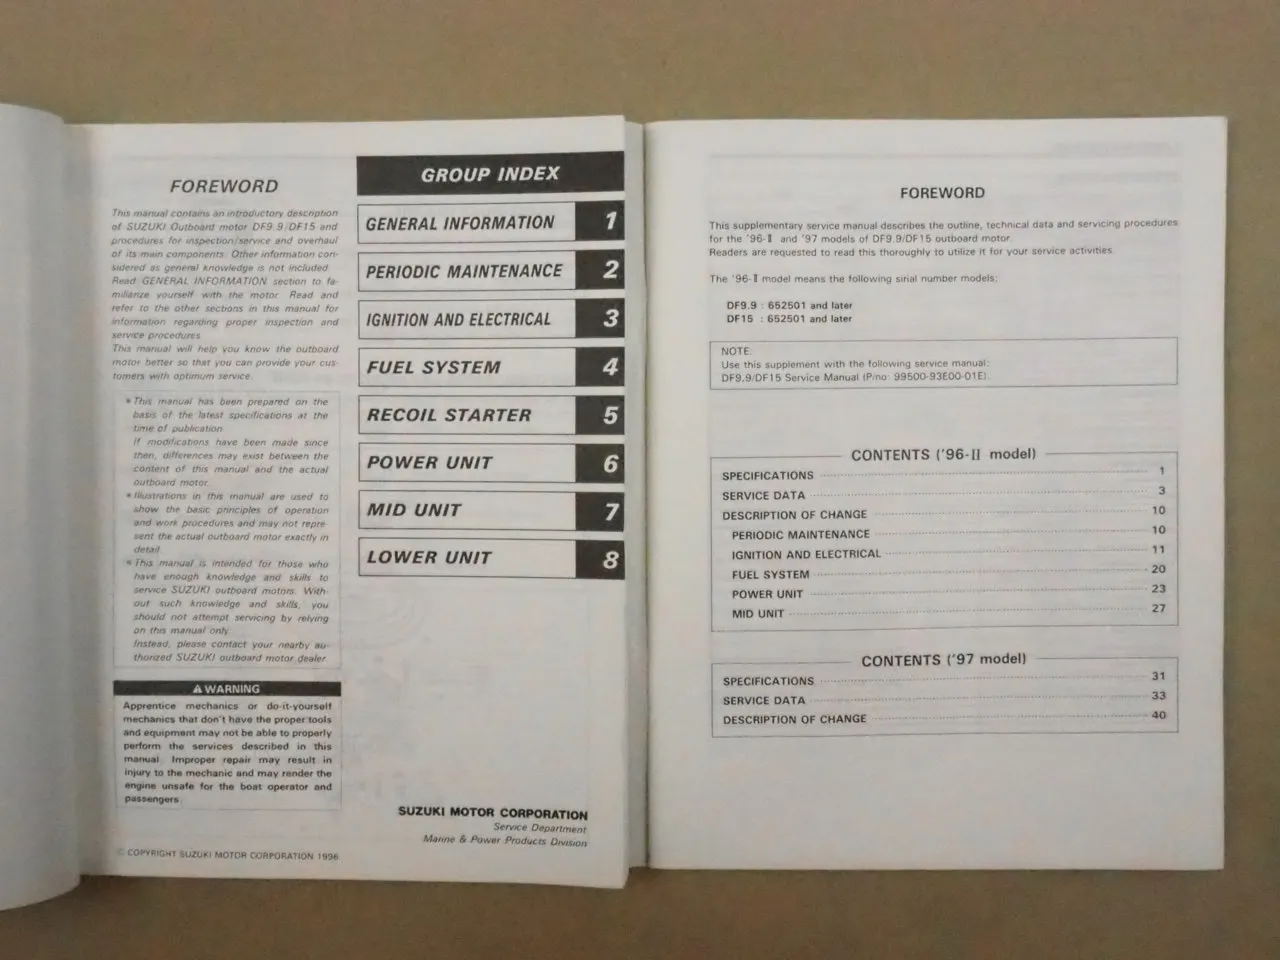 FOREWORD
This manual contains an introductory description
of SUZUKI Outboard motor DF9.9/DF15 and
procedures for inspection/service and overhaul
of its main components. Other information con-
sidered as general knowledge is not included.
Read GENERAL INFORMATION section to fa-
miliarize yourself with the motor. Read and
refer to the other sections in this manual for
information regarding proper inspection and
service procedures.
This manual will help you know the outboard
motor better so that you can provide your cus-
tomers with optimum service.
* This manual has been prepared on the
basis of the latest specifications at the
time of publication.
If modifications have been made since
then, differences may exist between the
content of this manual and the actual
outboard motor.
* Illustrations in this manual are used to
show the basic principles of operation
and work procedures and may not repre-
sent the actual outboard motor exactly in
detail.
* This manual is intended for those who
have enough knowledge and skills to
service SUZUKI outboard motors. With-
out such knowledge and skills, you
should not attempt servicing by relying
on this manual only.
Instead, please contact your nearby au-
thorized SUZUKI outboard motor dealer.
⚠ WARNING
Apprentice mechanics or do-it-yourself
mechanics that don't have the proper tools
and equipment may not be able to properly
perform the services described in this
manual. Improper repair may result in
injury to the mechanic and may render the
engine unsafe for the boat operator and
passengers.
© COPYRIGHT SUZUKI MOTOR CORPORATION 1996
GROUP INDEX
GENERAL INFORMATION 1
PERIODIC MAINTENANCE 2
IGNITION AND ELECTRICAL 3
FUEL SYSTEM 4
RECOIL STARTER 5
POWER UNIT 6
MID UNIT 7
LOWER UNIT 8
SUZUKI MOTOR CORPORATION
Service Department
Marine & Power Products Division
FOREWORD
This supplementary service manual describes the outline, technical data and servicing procedures
for the '96-II and '97 models of DF9.9/DF15 outboard motor.
Readers are requested to read this thoroughly to utilize it for your service activities.
The '96-II model means the following sirial number models;
DF9.9 : 652501 and later
DF15 : 652501 and later
NOTE:
Use this supplement with the following service manual:
DF9.9/DF15 Service Manual (P/no. 99500-93E00-01E).
CONTENTS ('96-II model)
SPECIFICATIONS 1
SERVICE DATA 3
DESCRIPTION OF CHANGE 10
PERIODIC MAINTENANCE 10
IGNITION AND ELECTRICAL 11
FUEL SYSTEM 20
POWER UNIT 23
MID UNIT 27
CONTENTS ('97 model)
SPECIFICATIONS 31
SERVICE DATA 33
DESCRIPTION OF CHANGE 40